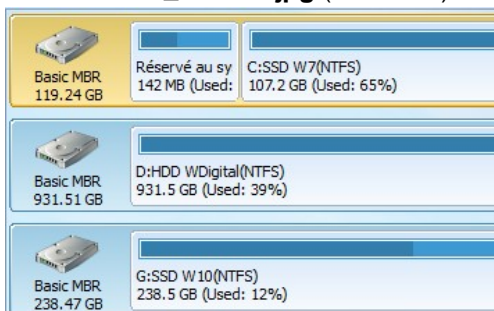 .jpg (
Basic MBR
119.24 GB
Réservé au sy
142 MB (Used:
C:SSD W7(NTFS)
107.2 GB (Used: 65%)
Basic MBR
931.51 GB
D:HDD WDigital(NTFS)
931.5 GB (Used: 39%)
Basic MBR
238.47 GB
G:SSD W10(NTFS)
238.5 GB (Used: 12%)